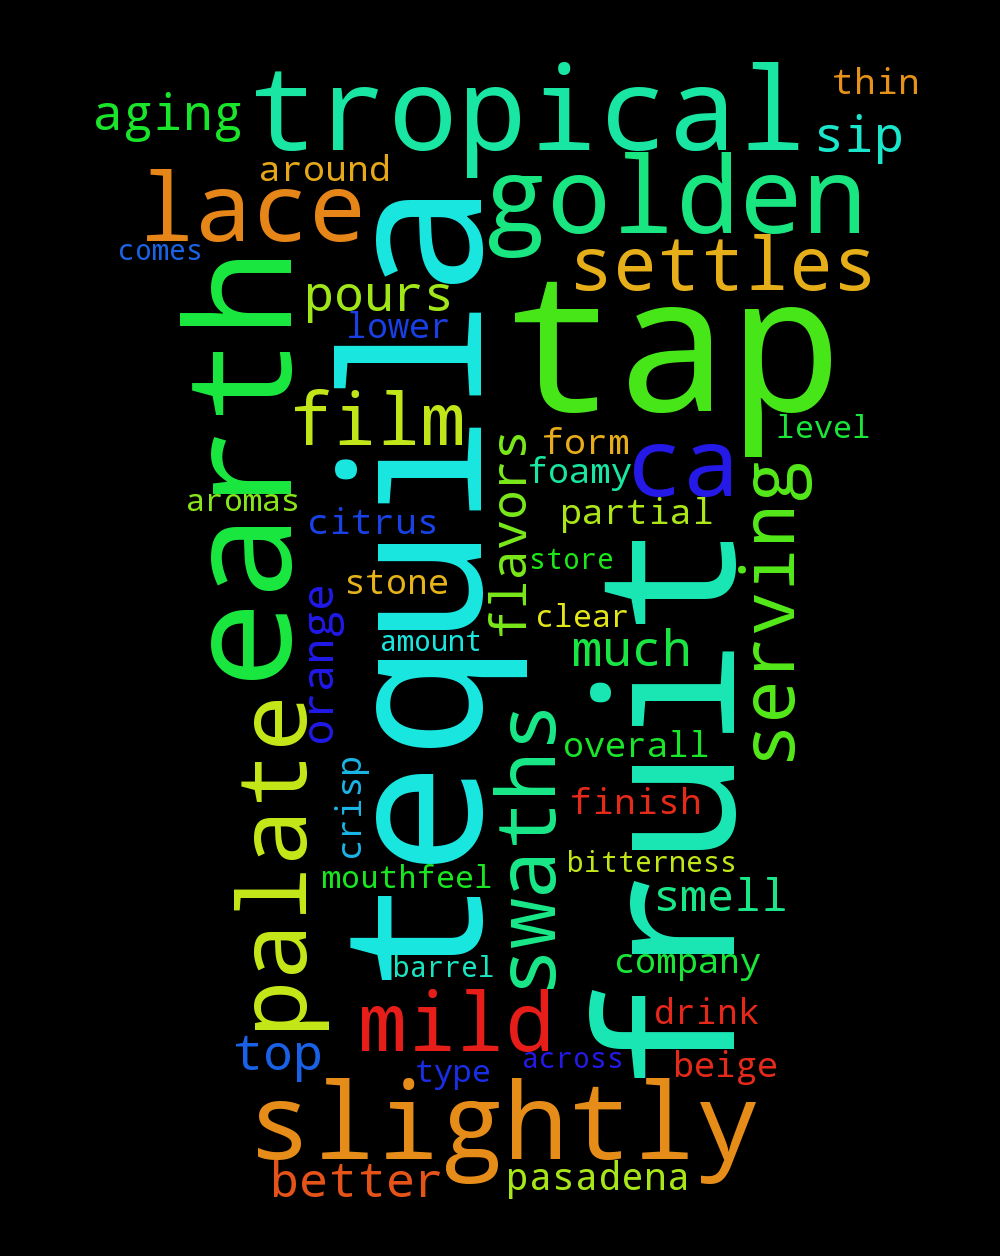 tropical
thin
aging
sip
around
golden
lace
comes
settles
earth
tequila
pours
lower
tap
film
level
form
ca
foamy
flavors
aromas
citrus
partial
serving
store
stone
fruit
orange
clear
amount
much
palate
swaths
overall
crisp
finish
mouthfeel
bitterness
smell
barrel
company
mild
drink
top
type
across
beige
slightly
better
pasadena